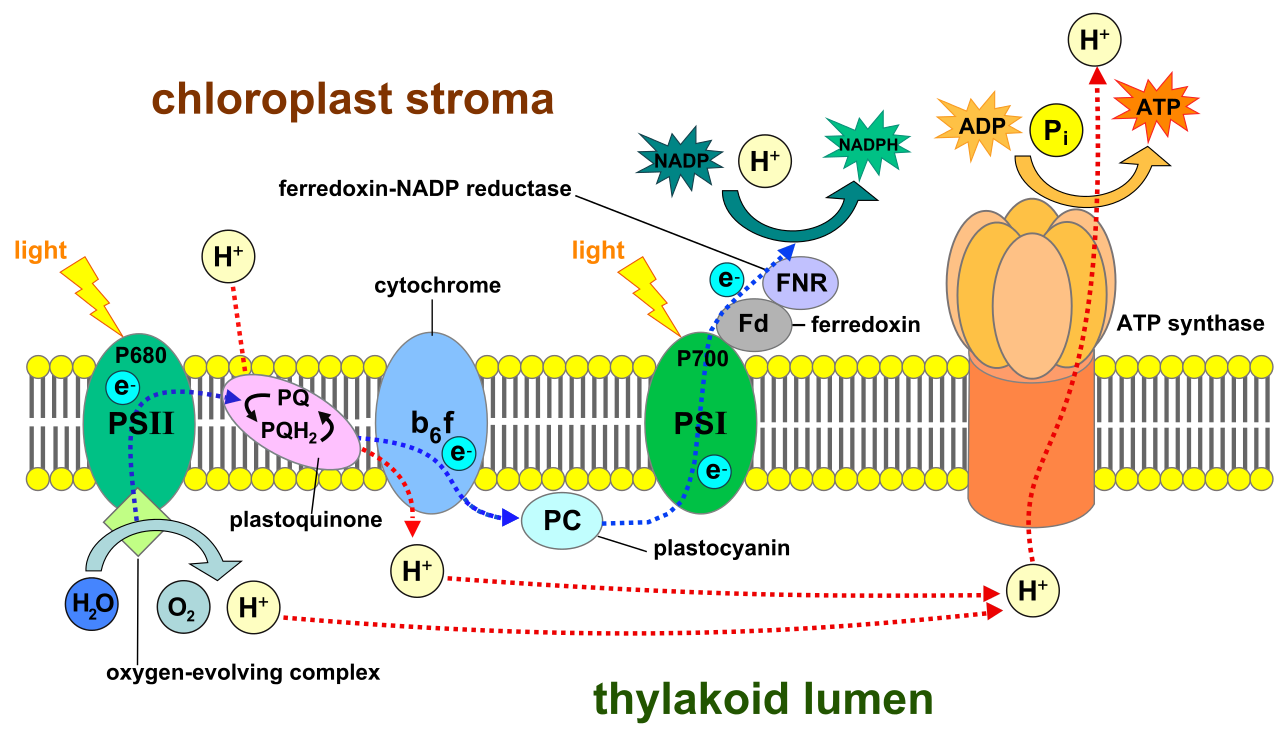 H⁺
chloroplast stroma
ADP
Pᵢ
ATP
NADP
H⁺
NADPH
ferredoxin-NADP reductase
light
H⁺
light
e⁻
FNR
cytochrome
Fd
ferredoxin
ATP synthase
P680
P700
e⁻
PQ
PSII
b₆f
PSI
PQH₂
e⁻
e⁻
plastoquinone
PC
plastocyanin
H⁺
H⁺
H₂O
O₂
H⁺
oxygen-evolving complex
thylakoid lumen